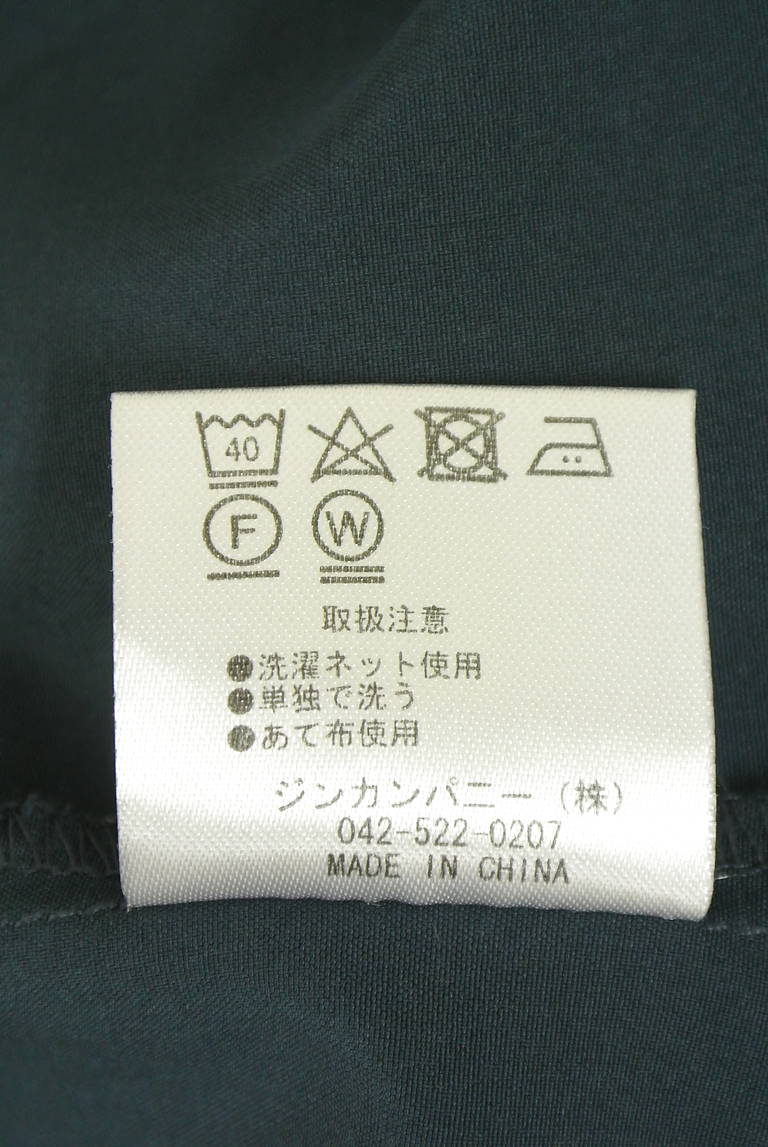 40
F W
取扱注意
●洗濯ネット使用
●単独で洗う
●あて布使用
ジンカンパニー（株）
042-522-0207
MADE IN CHINA